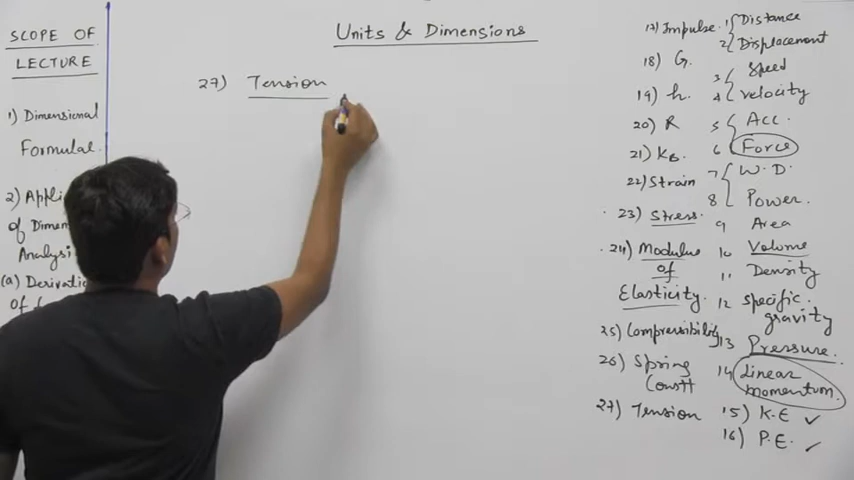 Units & Dimensions
SCOPE OF
LECTURE
1) Dimensional
Formulae.
2) Appli
of Dimen
Analysis
(a) Derivatio
of
27) Tension
17) Impulse.
18) G.
19) h.
20) R
21) KB.
22) Strain
23) Stress.
24) Modulus
of
Elasticity.
25) Compressibility
26) Spring
Constt
27) Tension
1 Distance
2 Displacement
3 Speed
4 velocity
5 Acc.
6 Force
7 W.D.
8 Power.
9 Area
10 Volume
11 Density
12 specific
gravity
13 Pressure.
14 Linear
momentum.
15) K.E
16) P.E.